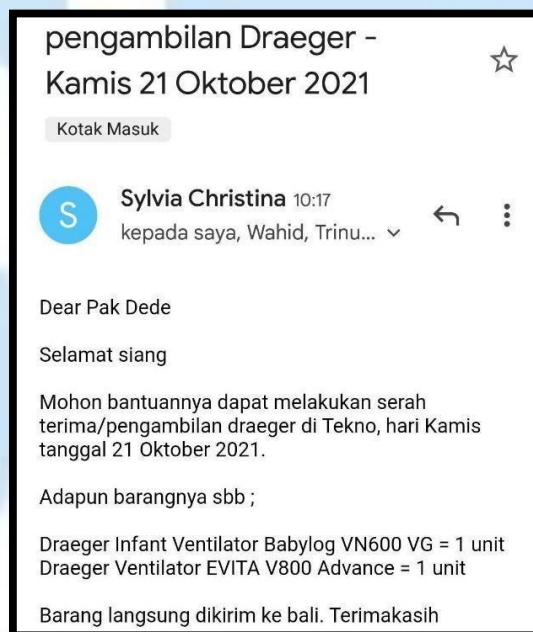 pengambilan Draeger -
Kamis 21 Oktober 2021
Kotak Masuk
S
Sylvia Christina 10:17
kepada saya, Wahid, Trinu...
Dear Pak Dede
Selamat siang
Mohon bantuannya dapat melakukan serah
terima/pengambilan draeger di Tekno, hari Kamis
tanggal 21 Oktober 2021.
Adapun barangnya sbb ;
Draeger Infant Ventilator Babylog VN600 VG = 1 unit
Draeger Ventilator EVITA V800 Advance = 1 unit
Barang langsung dikirim ke bali. Terimakasih